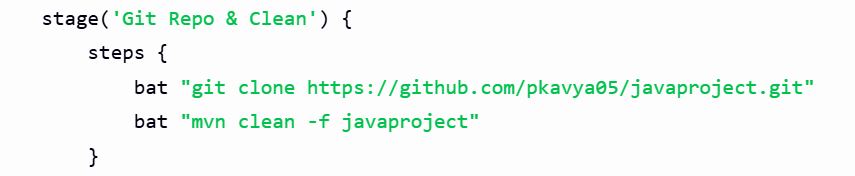 stage('Git Repo & Clean') {
steps {
bat "git clone https://github.com/pkavya05/javaproject.git"
bat "mvn clean -f javaproject"
}